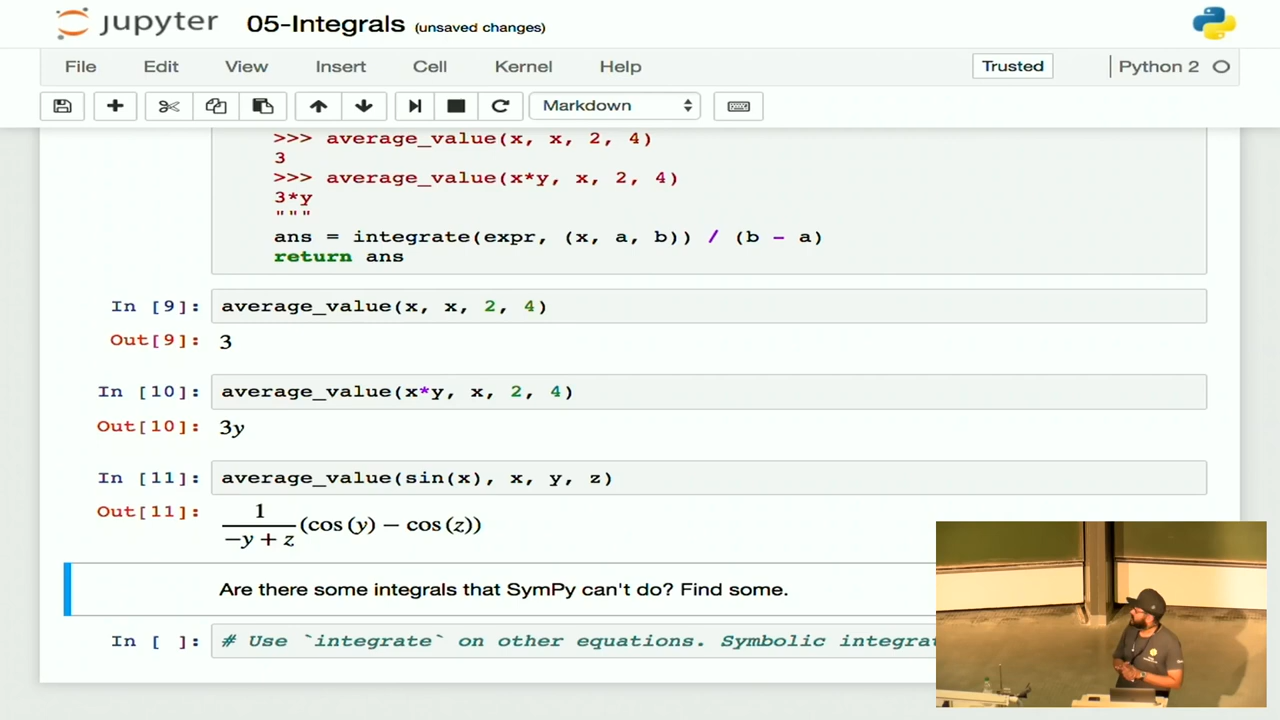 jupyter 05-Integrals (unsaved changes)
File Edit View Insert Cell Kernel Help Trusted Python 2
Markdown
>>> average_value(x, x, 2, 4)
3
>>> average_value(x*y, x, 2, 4)
3*y
"""
ans = integrate(expr, (x, a, b)) / (b - a)
return ans
In [9]: average_value(x, x, 2, 4)
Out[9]: 3
In [10]: average_value(x*y, x, 2, 4)
Out[10]: 3y
In [11]: average_value(sin(x), x, y, z)
Out[11]: 1
(cos (y) − cos (z))
−y + z
Are there some integrals that SymPy can't do? Find some.
In [ ]: # Use `integrate` on other equations. Symbolic integrat